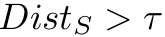 Dist_S > τ